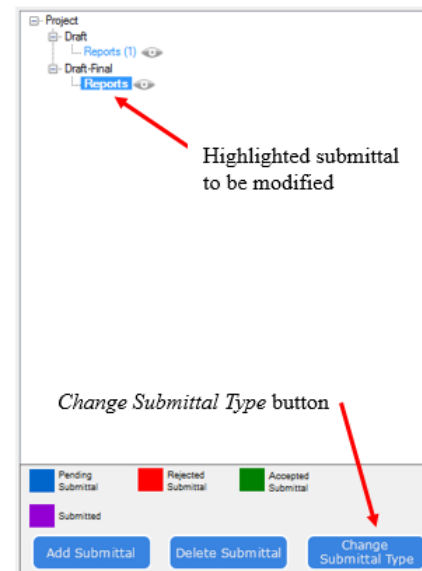 Project
Draft
Reports (1)
Draft-Final
Reports
Highlighted submittal
to be modified
Change Submittal Type button
Pending
Submittal
Rejected
Submittal
Accepted
Submittal
Submitted
Add Submittal
Delete Submittal
Change
Submittal Type